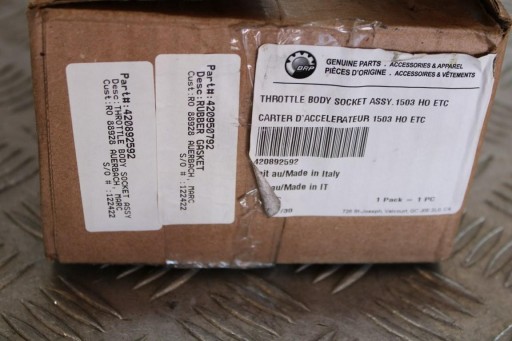 Part#:420892592
Desc:THROTTLE BODY SOCKET ASSY
Cust:RO 88928 AUERBACH, MARC
S/O # :122422
Part#:420950792
Desc:RUBBER GASKET
Cust:RO 88928 AUERBACH, MARC
S/O # :122422
BRP
GENUINE PARTS . ACCESSORIES & APPAREL
PIÈCES D'ORIGINE . ACCESSOIRES & VÊTEMENTS
THROTTLE BODY SOCKET ASSY.1503 HO ETC
CARTER D'ACCELERATEUR 1503 HO ETC
420892592
it au/Made in Italy
au/Made in IT
1 Pack - 1 PC